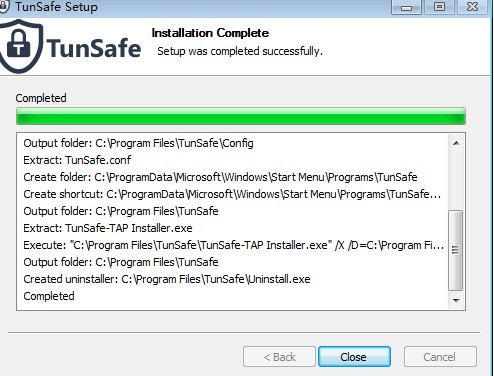 TunSafe Setup
Installation Complete
Setup was completed successfully.
TunSafe
Completed
Output folder: C:\Program Files\TunSafe\Config
Extract: TunSafe.conf
Create folder: C:\ProgramData\Microsoft\Windows\Start Menu\Programs\TunSafe
Create shortcut: C:\ProgramData\Microsoft\Windows\Start Menu\Programs\TunSafe...
Output folder: C:\Program Files\TunSafe
Extract: TunSafe-TAP Installer.exe
Execute: "C:\Program Files\TunSafe\TunSafe-TAP Installer.exe" /X /D=C:\Program Fi...
Output folder: C:\Program Files\TunSafe
Created uninstaller: C:\Program Files\TunSafe\Uninstall.exe
Completed
< Back
Close
Cancel